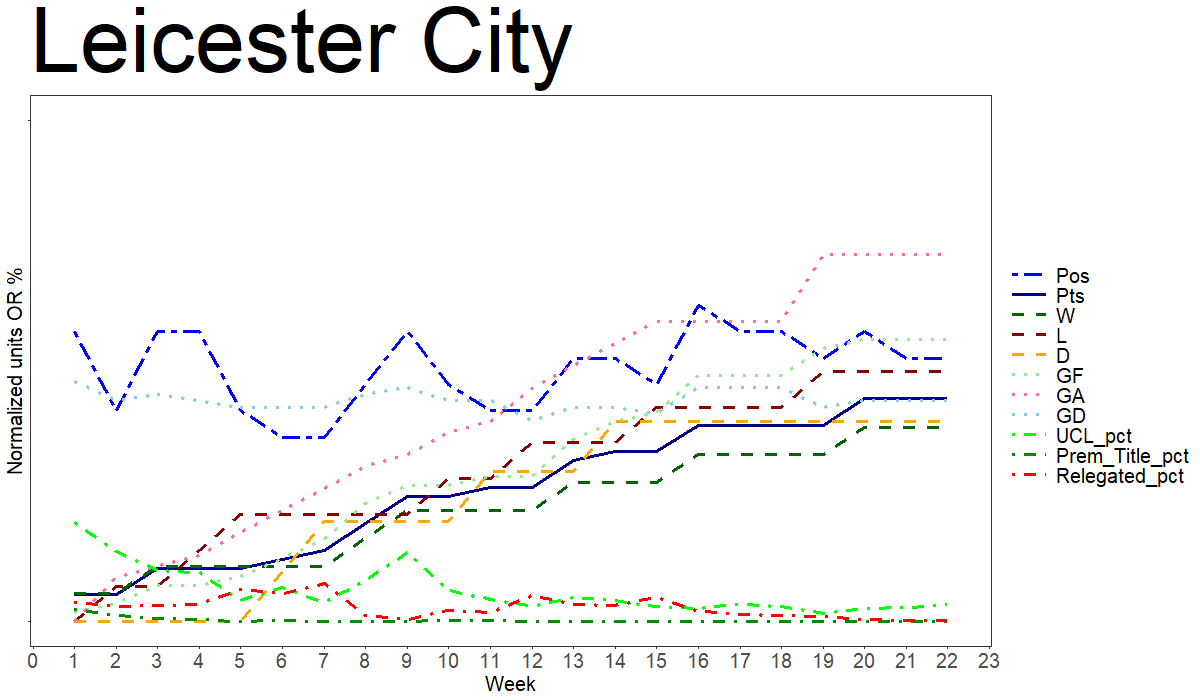 Leicester City
Normalized units OR %
0 1 2 3 4 5 6 7 8 9 10 11 12 13 14 15 16 17 18 19 20 21 22 23
Week
Pos
Pts
W
L
D
GF
GA
GD
UCL_pct
Prem_Title_pct
Relegated_pct